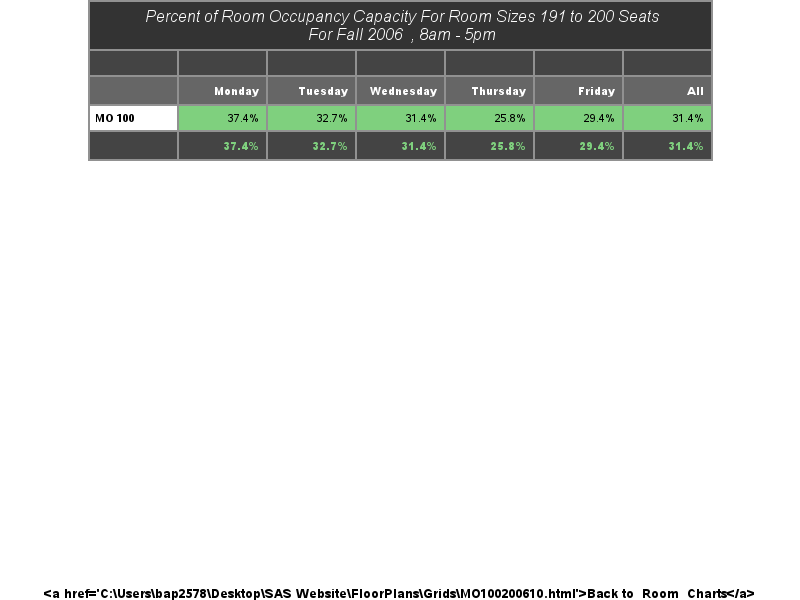 Percent of Room Occupancy Capacity For Room Sizes 191 to 200 Seats
For Fall 2006 , 8am - 5pm
Monday Tuesday Wednesday Thursday Friday All
MO 100 37.4% 32.7% 31.4% 25.8% 29.4% 31.4%
37.4% 32.7% 31.4% 25.8% 29.4% 31.4%
<a href='C:\Users\bap2578\Desktop\SAS Website\FloorPlans\Grids\MO100200610.html'>Back to Room Charts</a>